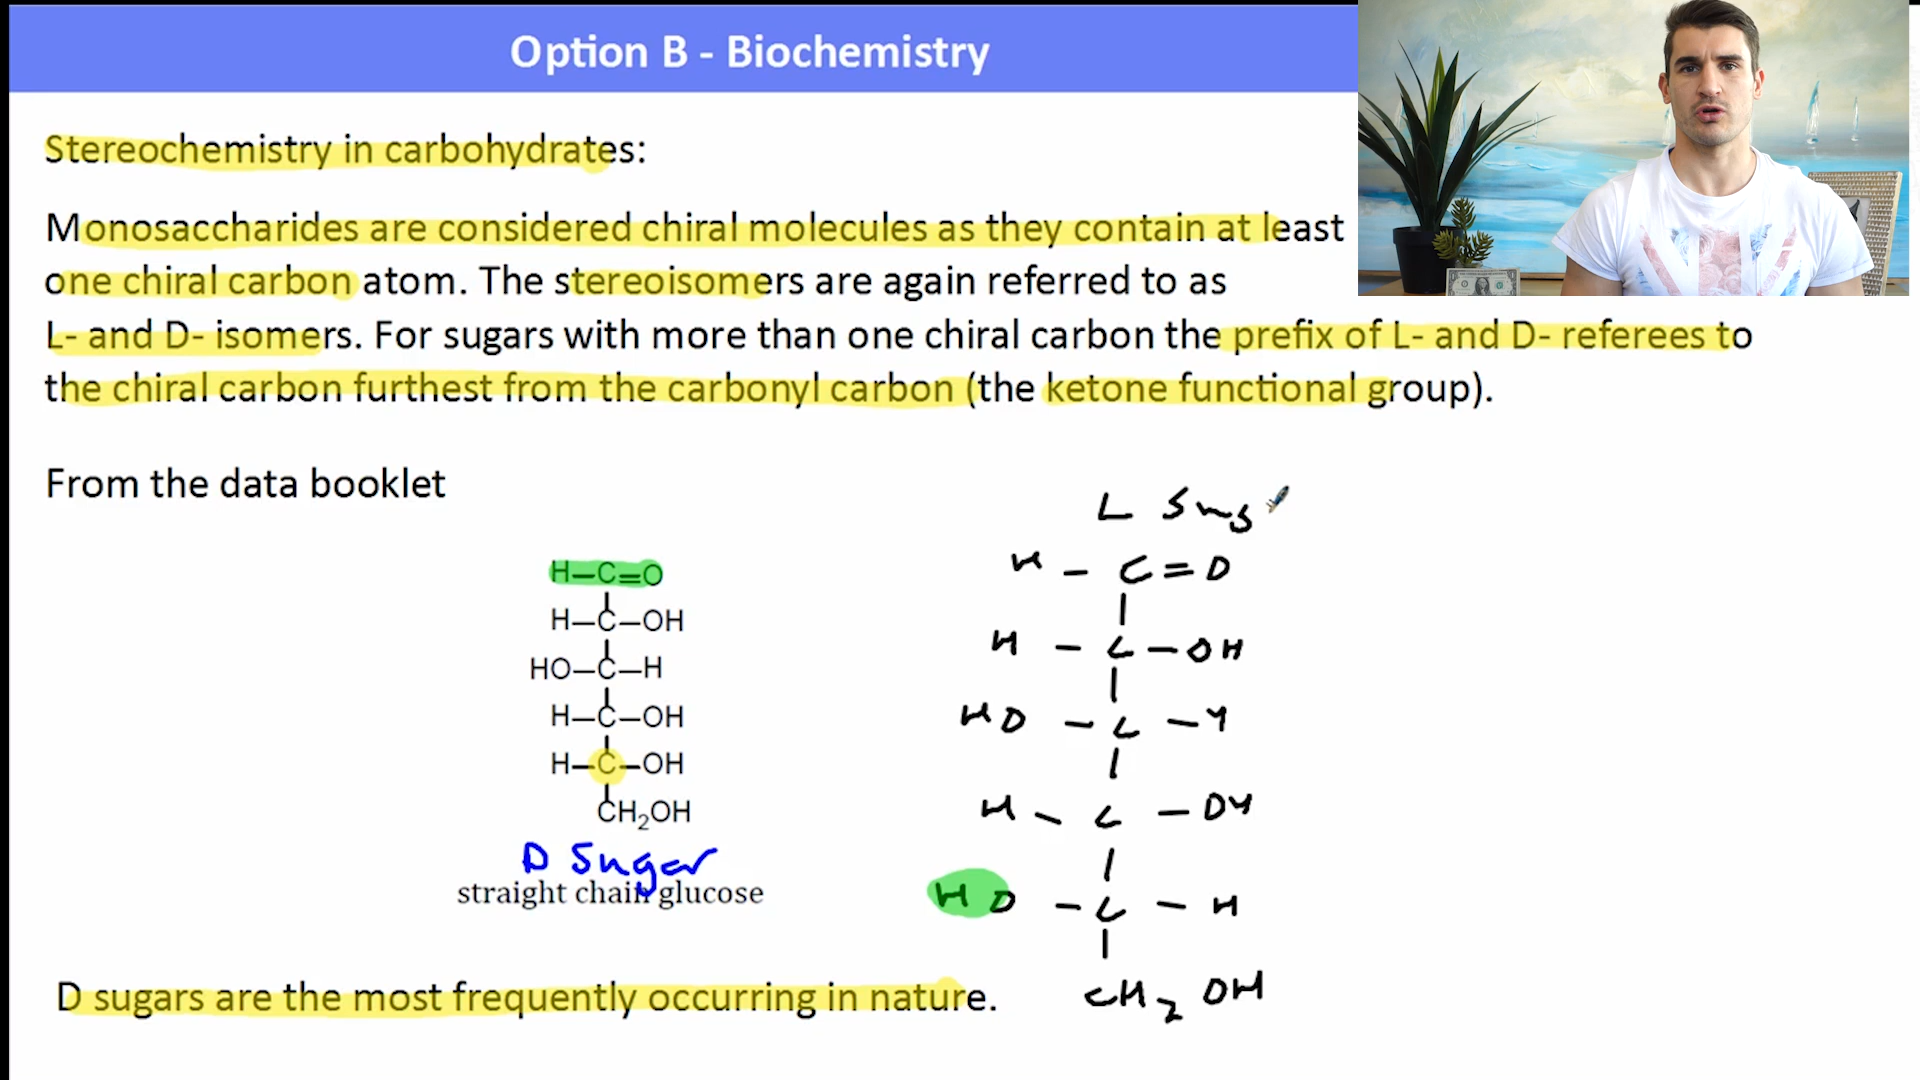 Option B - Biochemistry
Stereochemistry in carbohydrates:
Monosaccharides are considered chiral molecules as they contain at least
one chiral carbon atom. The stereoisomers are again referred to as
L- and D- isomers. For sugars with more than one chiral carbon the prefix of L- and D- referees to
the chiral carbon furthest from the carbonyl carbon (the ketone functional group).
From the data booklet
H–C=O
H–C–OH
HO–C–H
H–C–OH
H–C–OH
CH₂OH
D Sugar
straight chain glucose
L Sug
H – C = O
H – C – OH
HO – C – H
H – C – OH
HO – C – H
CH₂ OH
D sugars are the most frequently occurring in nature.